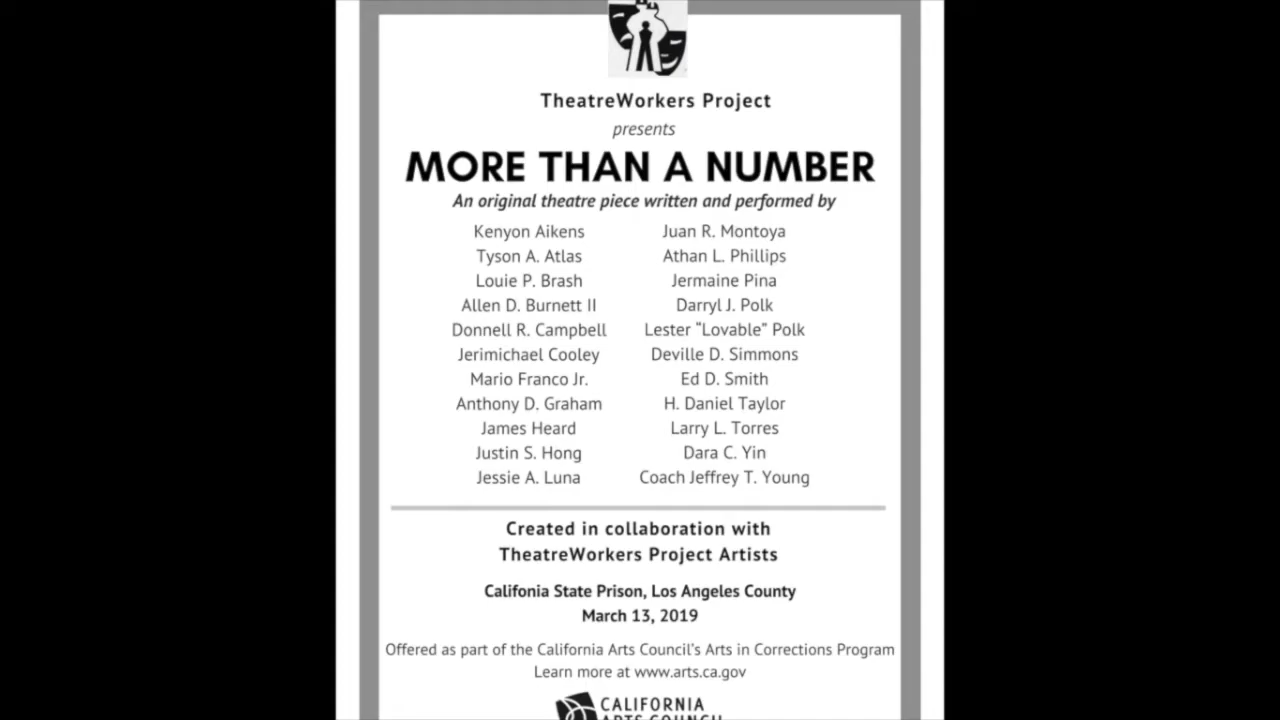 TheatreWorkers Project
presents
MORE THAN A NUMBER
An original theatre piece written and performed by
Kenyon Aikens
Tyson A. Atlas
Louie P. Brash
Allen D. Burnett II
Donnell R. Campbell
Jerimichael Cooley
Mario Franco Jr.
Anthony D. Graham
James Heard
Justin S. Hong
Jessie A. Luna
Juan R. Montoya
Athan L. Phillips
Jermaine Pina
Darryl J. Polk
Lester “Lovable” Polk
Deville D. Simmons
Ed D. Smith
H. Daniel Taylor
Larry L. Torres
Dara C. Yin
Coach Jeffrey T. Young
Created in collaboration with
TheatreWorkers Project Artists
Califonia State Prison, Los Angeles County
March 13, 2019
Offered as part of the California Arts Council’s Arts in Corrections Program
Learn more at www.arts.ca.gov
CALIFORNIA
ARTS COUNCIL